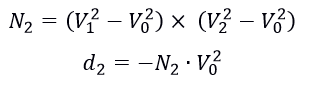 N₂ = (V₁² − V₀²) × (V₂² − V₀²)
d₂ = −N₂ ⋅ V₀²